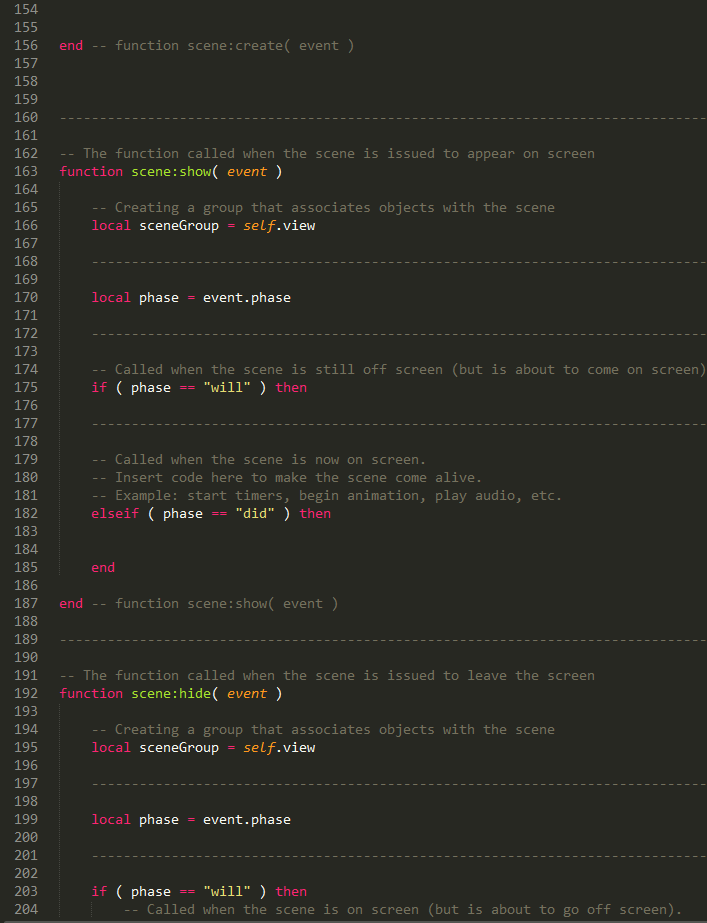 154
155
156 end -- function scene:create( event )
157
158
159
160 ---------------------------------------------------------------------------------
161
162 -- The function called when the scene is issued to appear on screen
163 function scene:show( event )
164
165     -- Creating a group that associates objects with the scene
166     local sceneGroup = self.view
167
168     -----------------------------------------------------------------------------
169
170     local phase = event.phase
171
172     -----------------------------------------------------------------------------
173
174     -- Called when the scene is still off screen (but is about to come on screen)
175     if ( phase == "will" ) then
176
177     -----------------------------------------------------------------------------
178
179     -- Called when the scene is now on screen.
180     -- Insert code here to make the scene come alive.
181     -- Example: start timers, begin animation, play audio, etc.
182     elseif ( phase == "did" ) then
183
184
185     end
186
187 end -- function scene:show( event )
188
189 ---------------------------------------------------------------------------------
190
191 -- The function called when the scene is issued to leave the screen
192 function scene:hide( event )
193
194     -- Creating a group that associates objects with the scene
195     local sceneGroup = self.view
196
197     -----------------------------------------------------------------------------
198
199     local phase = event.phase
200
201     -----------------------------------------------------------------------------
202
203     if ( phase == "will" ) then
204         -- Called when the scene is on screen (but is about to go off screen).